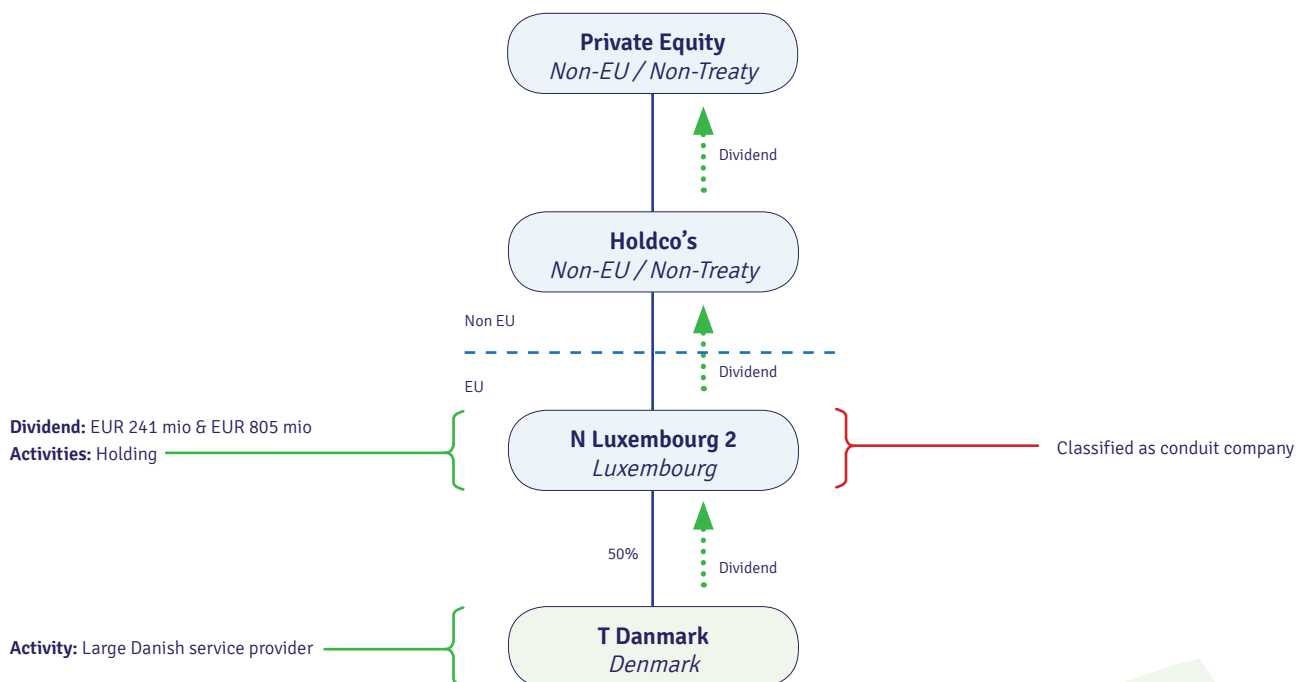 Private Equity
Non-EU / Non-Treaty
Dividend
Holdco's
Non-EU / Non-Treaty
Non EU
Dividend
EU
Dividend: EUR 241 mio & EUR 805 mio
Activities: Holding
N Luxembourg 2
Luxembourg
Classified as conduit company
50%
Dividend
Activity: Large Danish service provider
T Danmark
Denmark